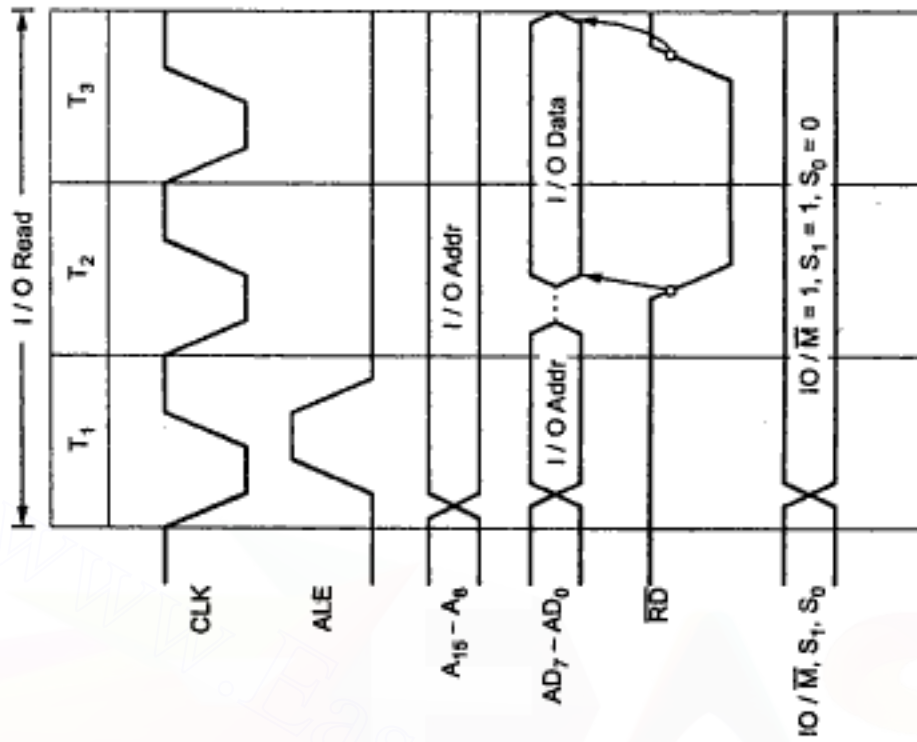 I / O Read
T₁ T₂ T₃
CLK
ALE
A₁₅ – A₈ I / O Addr
AD₇ – AD₀ I / O Addr I / O Data
R̅D̅
IO / M̅, S₁, S₀ IO / M̅ = 1, S₁ = 1, S₀ = 0